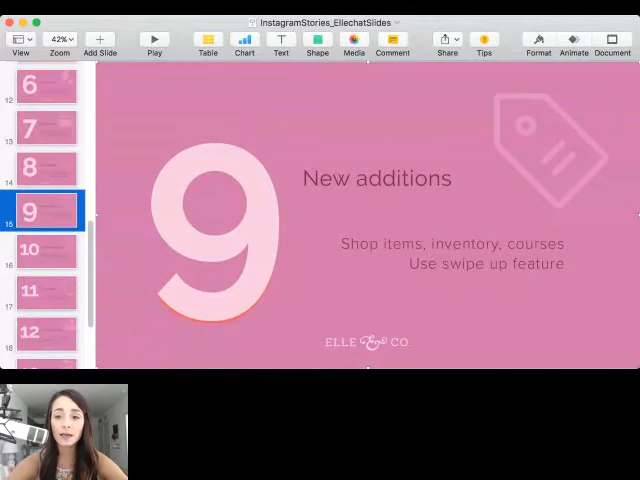 InstagramStories_EllechatSlides
42%
View
Zoom
Add Slide
Play
Table
Chart
Text
Shape
Media
Comment
Share
Tips
Format
Animate
Document
6
12
7
13
8
14
9
15
10
16
11
17
12
18
9
New additions
Shop items, inventory, courses
Use swipe up feature
ELLE & CO.